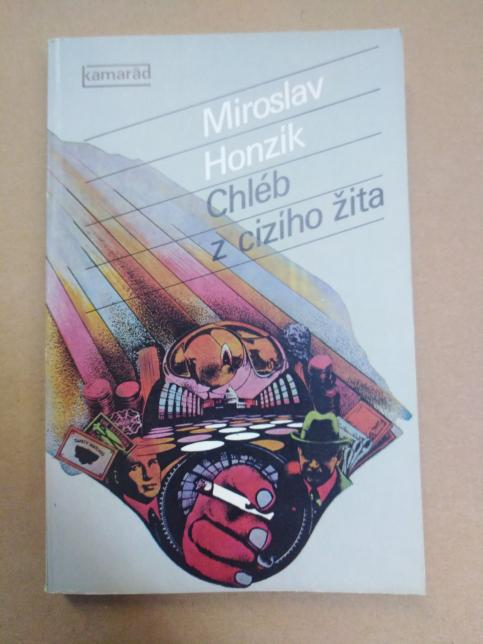 kamarád
Miroslav
Honzík
Chléb
z cizího žita